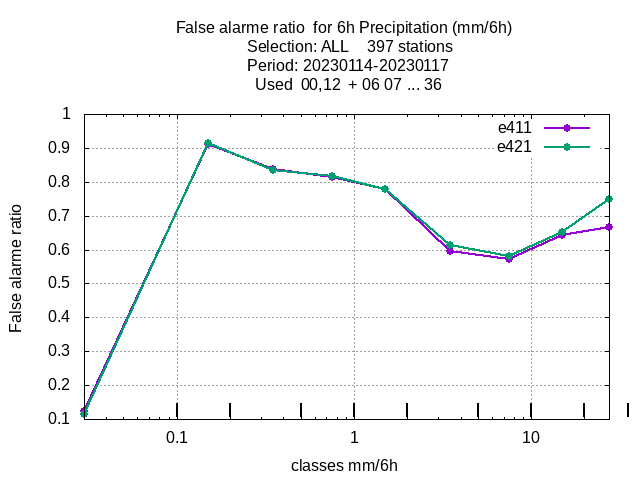 False alarme ratio  for 6h Precipitation (mm/6h)
Selection: ALL    397 stations
Period: 20230114-20230117
Used  00,12  + 06 07 ... 36
1
0.9
0.8
0.7
0.6
0.5
0.4
0.3
0.2
0.1
False alarme ratio
e411
e421
0.1
1
10
classes mm/6h